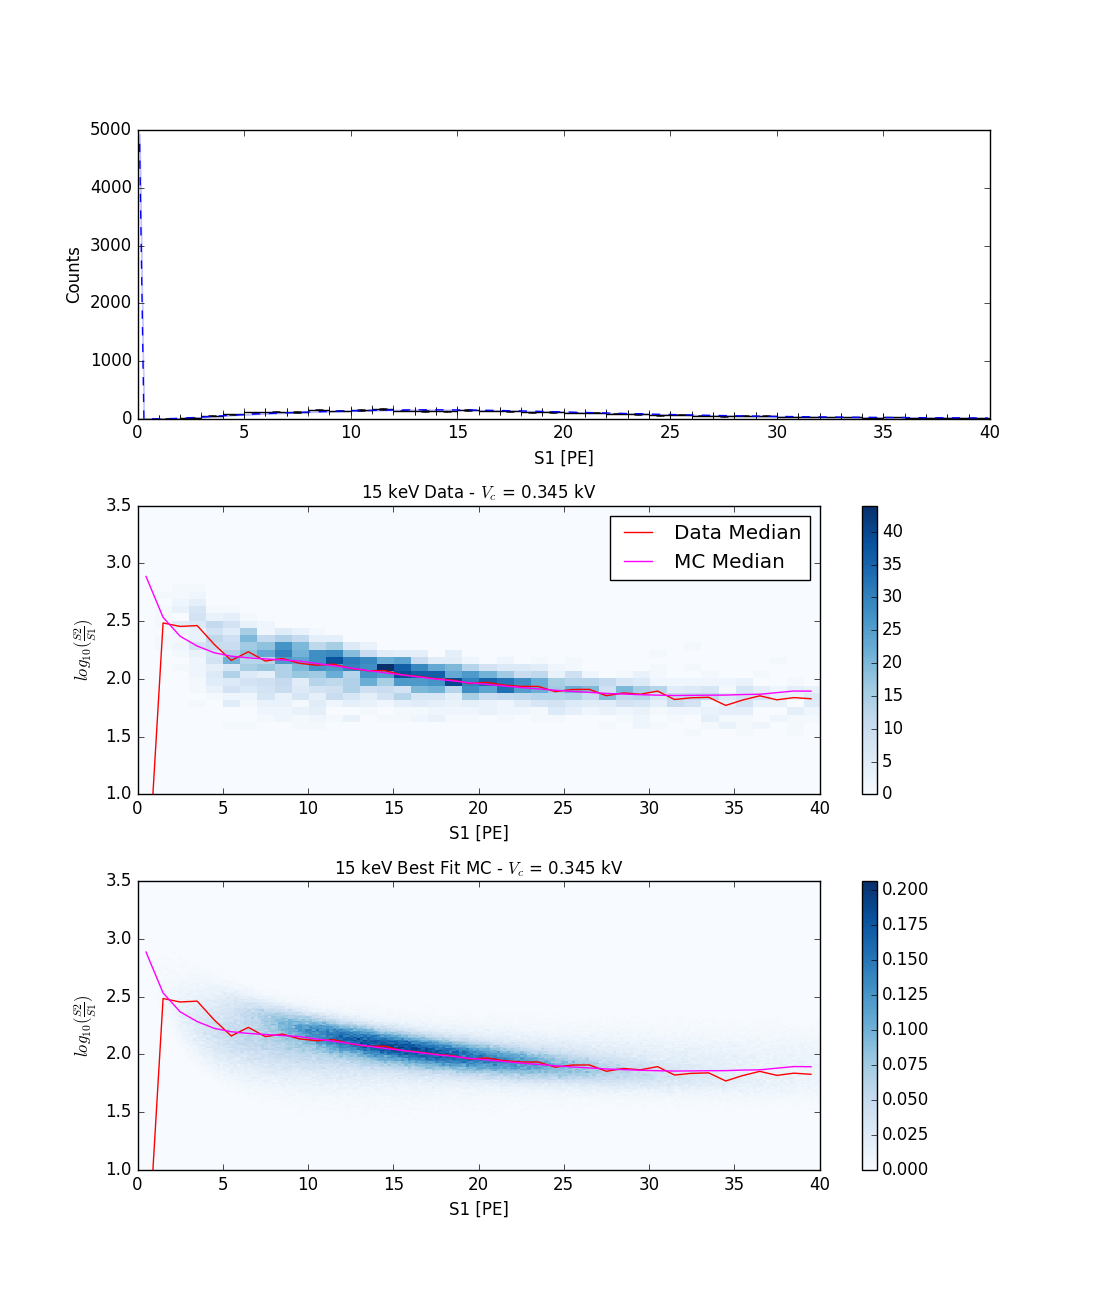 5000
4000
3000
2000
1000
0
Counts
0 5 10 15 20 25 30 35 40
S1 [PE]
15 keV Data - V_c = 0.345 kV
3.5
3.0
2.5
2.0
1.5
1.0
log_10(S2/S1)
Data Median
MC Median
0 5 10 15 20 25 30 35 40
S1 [PE]
40
35
30
25
20
15
10
5
0
15 keV Best Fit MC - V_c = 0.345 kV
3.5
3.0
2.5
2.0
1.5
1.0
log_10(S2/S1)
0 5 10 15 20 25 30 35 40
S1 [PE]
0.200
0.175
0.150
0.125
0.100
0.075
0.050
0.025
0.000